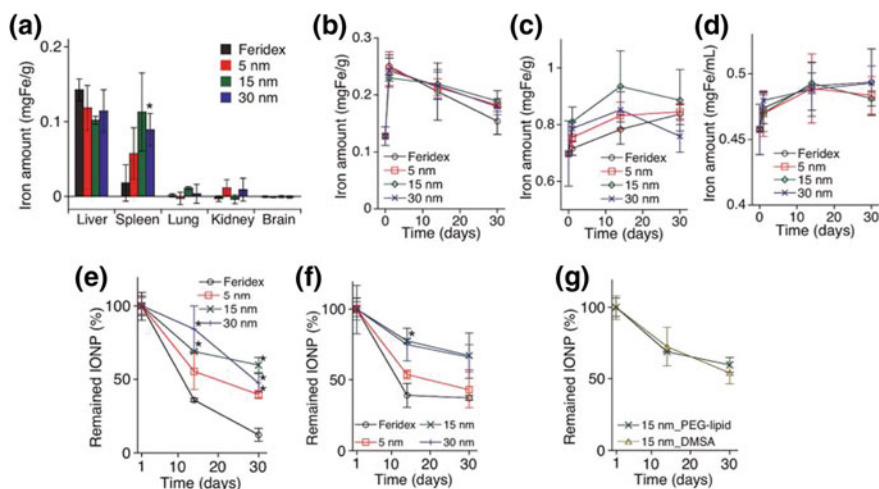 (a)
Iron amount (mgFe/g)
0.2
0.1
0
Feridex
5 nm
15 nm
30 nm
*
Liver Spleen Lung Kidney Brain
(b)
Iron amount (mgFe/g)
0.3
0.2
0.1
0
Feridex
5 nm
15 nm
30 nm
0 10 20 30
Time (days)
(c)
Iron amount (mgFe/g)
1
0.8
0.6
Feridex
5 nm
15 nm
30 nm
0 10 20 30
Time (days)
(d)
Iron amount (mgFe/mL)
0.5
0.4
Feridex
5 nm
15 nm
30 nm
0 10 20 30
Time (days)
(e)
Remained IONP (%)
100
50
0
Feridex
5 nm
15 nm
30 nm
*
*
*
*
*
1 10 20 30
Time (days)
(f)
Remained IONP (%)
100
50
0
*
Feridex 15 nm
5 nm 30 nm
1 10 20 30
Time (days)
(g)
Remained IONP (%)
100
50
0
15 nm_PEG-lipid
15 nm_DMSA
1 10 20 30
Time (days)